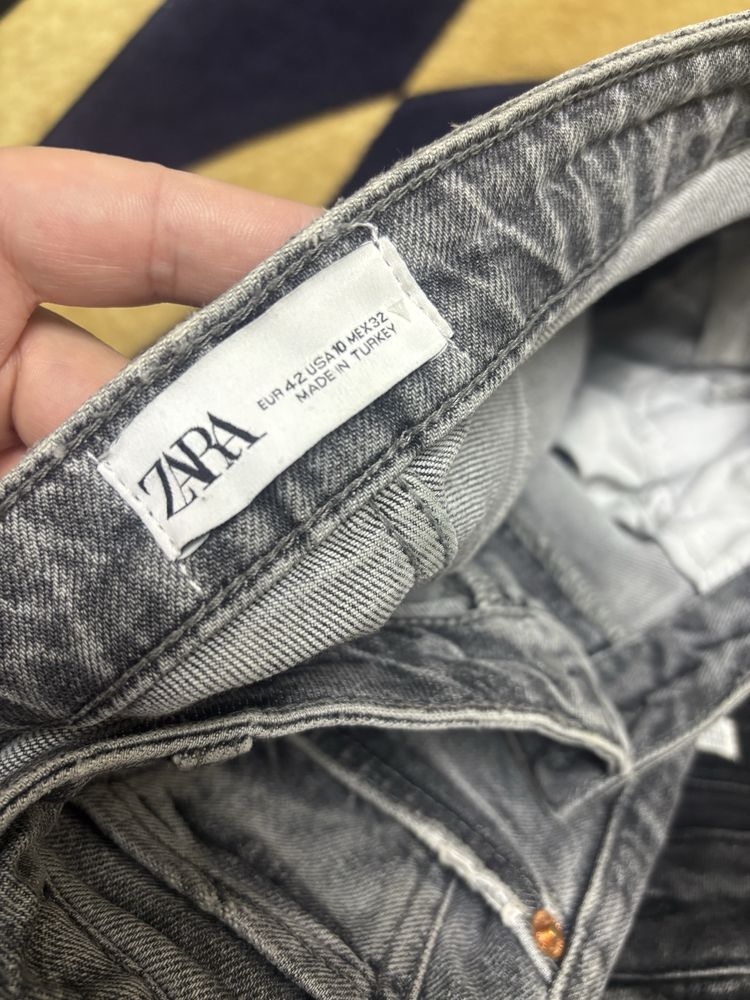 ZARA
EUR 42 USA 10 MEX 32
MADE IN TURKEY